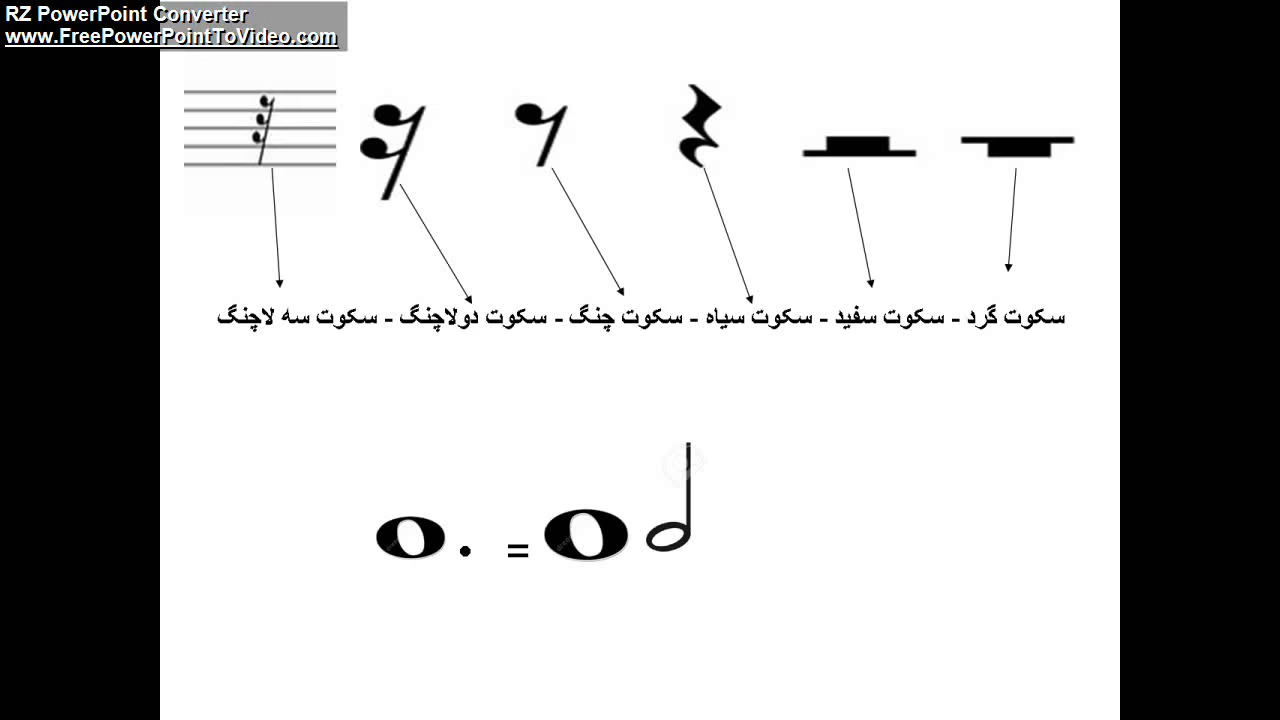 RZ PowerPoint Converter
www.FreePowerPointToVideo.com
سکوت گرد - سکوت سفید - سکوت سیاه - سکوت چنگ - سکوت دولاچنگ - سکوت سه لاچنگ
. =